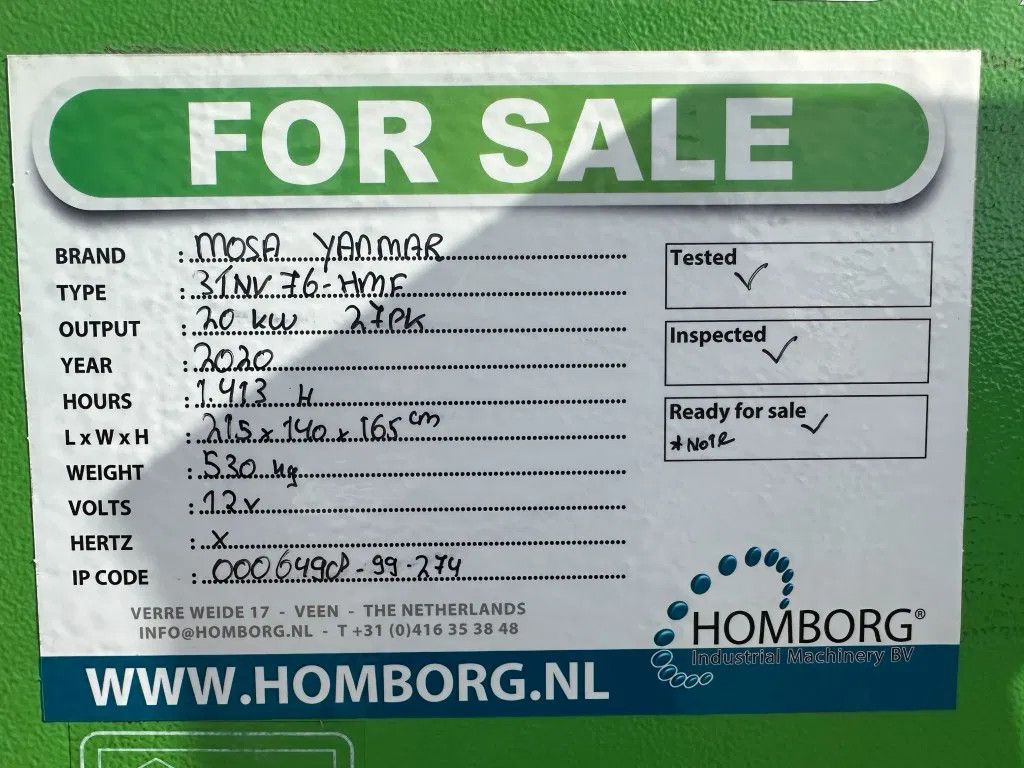 FOR SALE
BRAND : MOSA YANMAR
TYPE : 3TNV76-HMF
OUTPUT : 20 kW 27PK
YEAR : 2020
HOURS : 1.413 H
L x W x H : 215 x 140 x 165 cm
WEIGHT : 530 kg
VOLTS : 12 v
HERTZ : x
IP CODE : 000649CD-99-274
Tested ✓
Inspected ✓
Ready for sale ✓
*NOTE
VERRE WEIDE 17 - VEEN - THE NETHERLANDS
INFO@HOMBORG.NL - T +31 (0)416 35 38 48
HOMBORG®
Industrial Machinery BV
WWW.HOMBORG.NL